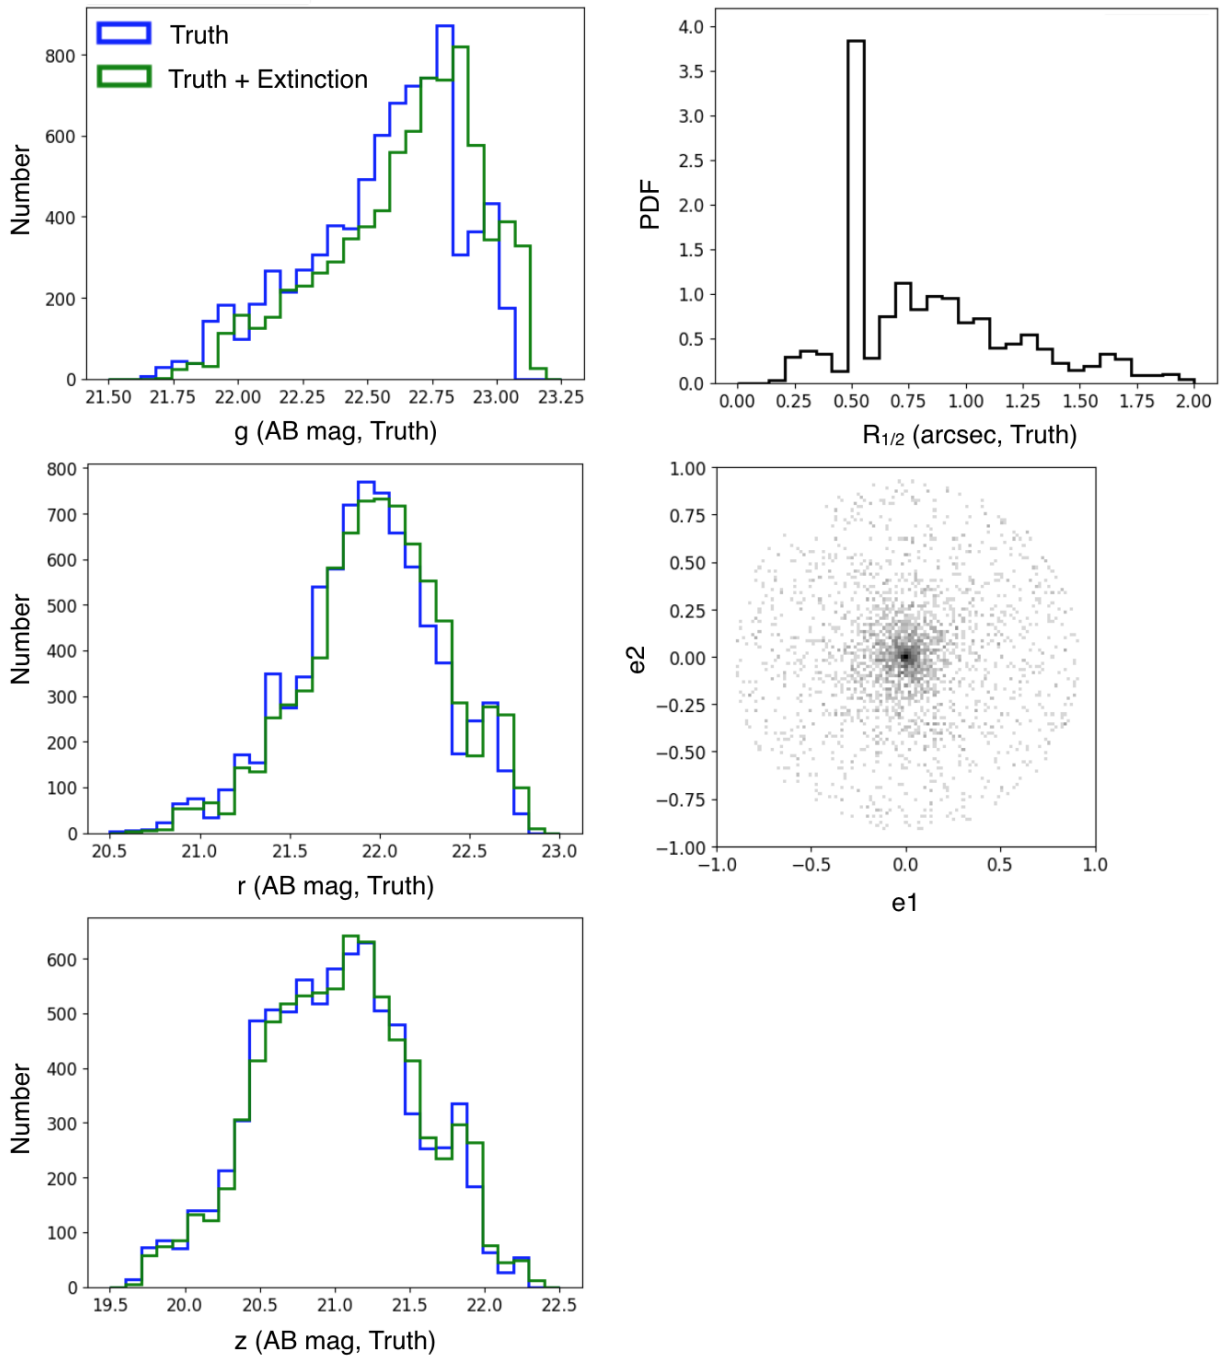 Truth
Truth + Extinction
Number
800
600
400
200
0
21.50 21.75 22.00 22.25 22.50 22.75 23.00 23.25
g (AB mag, Truth)
PDF
4.0
3.5
3.0
2.5
2.0
1.5
1.0
0.5
0.0
0.00 0.25 0.50 0.75 1.00 1.25 1.50 1.75 2.00
R1/2 (arcsec, Truth)
Number
800
700
600
500
400
300
200
100
0
20.5 21.0 21.5 22.0 22.5 23.0
r (AB mag, Truth)
e2
1.00
0.75
0.50
0.25
0.00
−0.25
−0.50
−0.75
−1.00
−1.0 −0.5 0.0 0.5 1.0
e1
Number
600
500
400
300
200
100
0
19.5 20.0 20.5 21.0 21.5 22.0 22.5
z (AB mag, Truth)